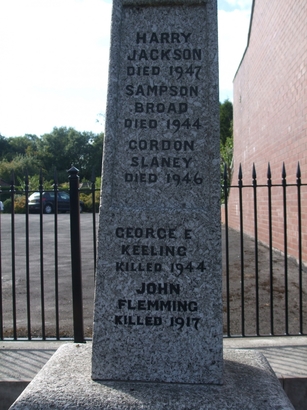 HARRY
JACKSON
DIED 1947
SAMPSON
BROAD
DIED 1944
GORDON
SLANEY
DIED 1946
GEORGE E
KEELING
KILLED 1944
JOHN
FLEMMING
KILLED 1917